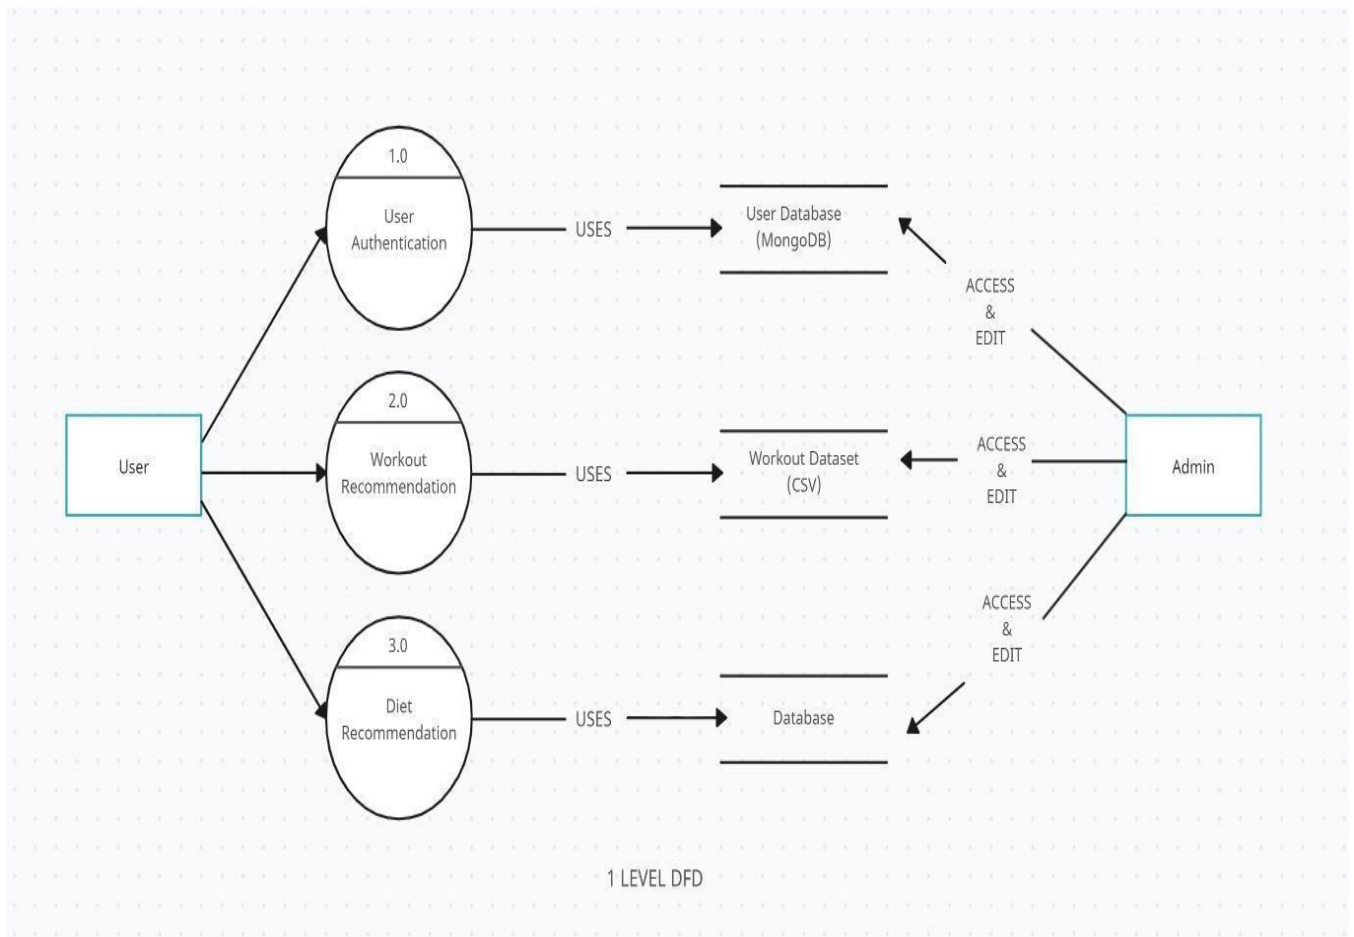 1.0
User
Authentication
USES
User Database
(MongoDB)
ACCESS
&
EDIT
2.0
Workout
Recommendation
User
USES
Workout Dataset
(CSV)
ACCESS
&
EDIT
Admin
3.0
Diet
Recommendation
USES
Database
ACCESS
&
EDIT
1 LEVEL DFD